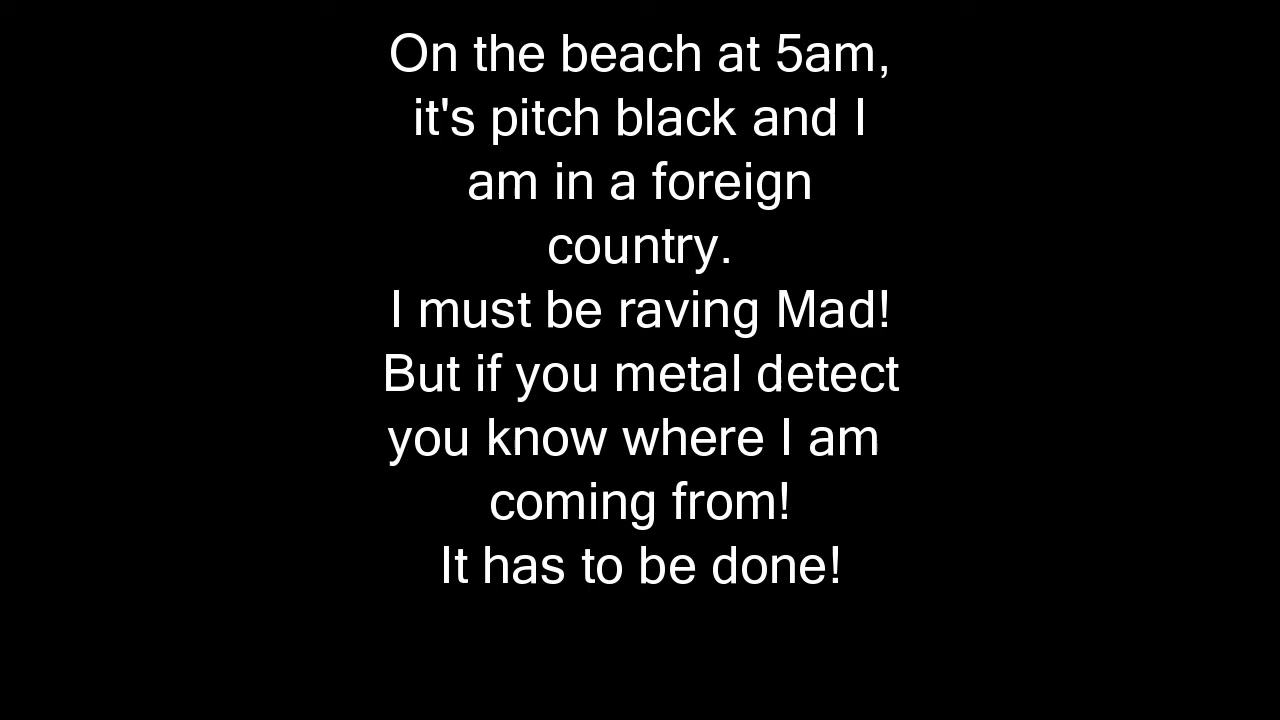 On the beach at 5am,
it's pitch black and I
am in a foreign
country.
I must be raving Mad!
But if you metal detect
you know where I am
coming from!
It has to be done!